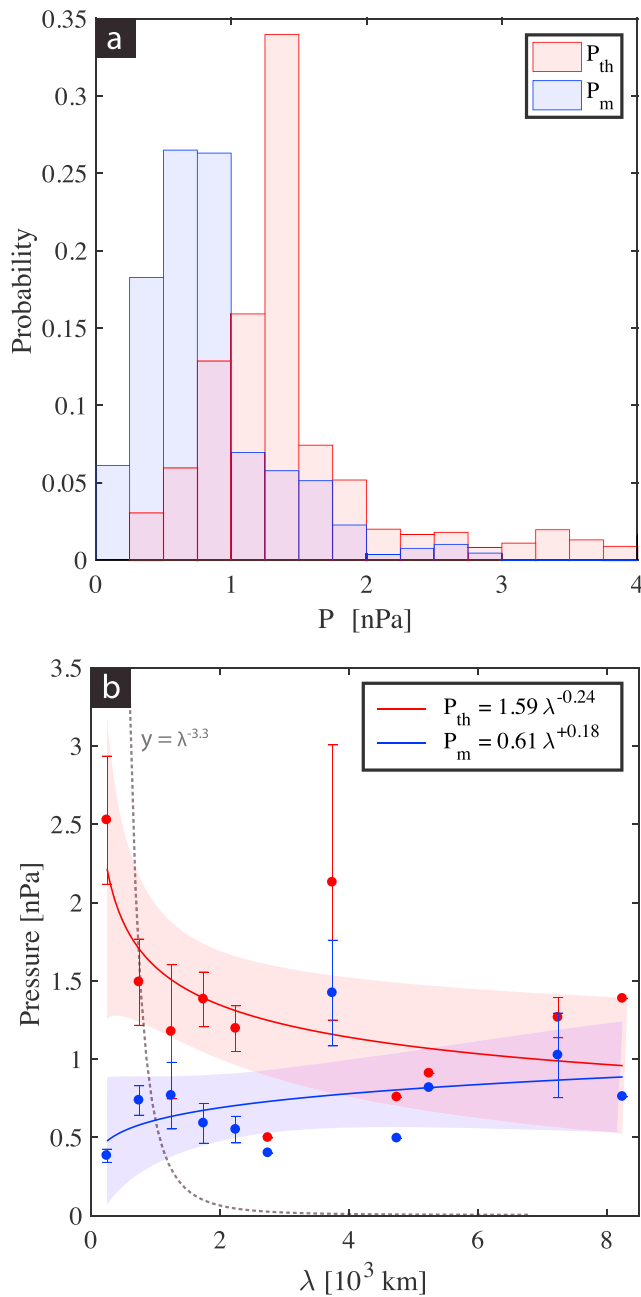 a
0.35
0.3
0.25
0.2
0.15
0.1
0.05
0
Probability
P_th
P_m
0 1 2 3 4
P [nPa]
b
3.5
3
2.5
2
1.5
1
0.5
0
Pressure [nPa]
y = λ^-3.3
P_th = 1.59 λ^-0.24
P_m = 0.61 λ^+0.18
0 2 4 6 8
λ [10^3 km]